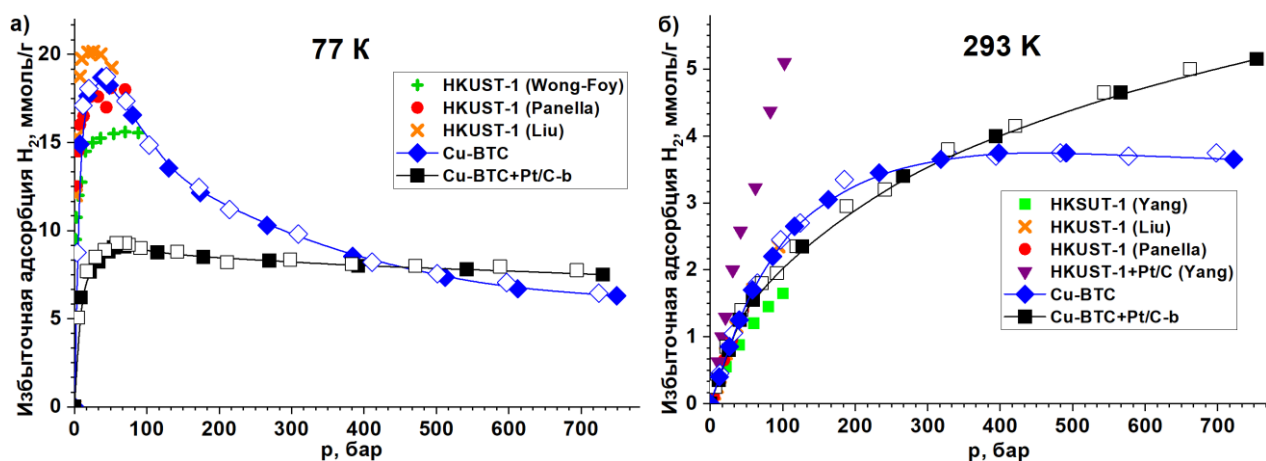 а)
77 К
HKUST-1 (Wong-Foy)
HKUST-1 (Panella)
HKUST-1 (Liu)
Cu-BTC
Cu-BTC+Pt/C-b
Избыточная адсорбция H2, ммоль/г
0
5
10
15
20
0
100
200
300
400
500
600
700
p, бар
б)
293 K
HKSUT-1 (Yang)
HKUST-1 (Liu)
HKUST-1 (Panella)
HKUST-1+Pt/C (Yang)
Cu-BTC
Cu-BTC+Pt/C-b
Избыточная адсорбция H2, ммоль/г
0
1
2
3
4
5
0
100
200
300
400
500
600
700
p, бар